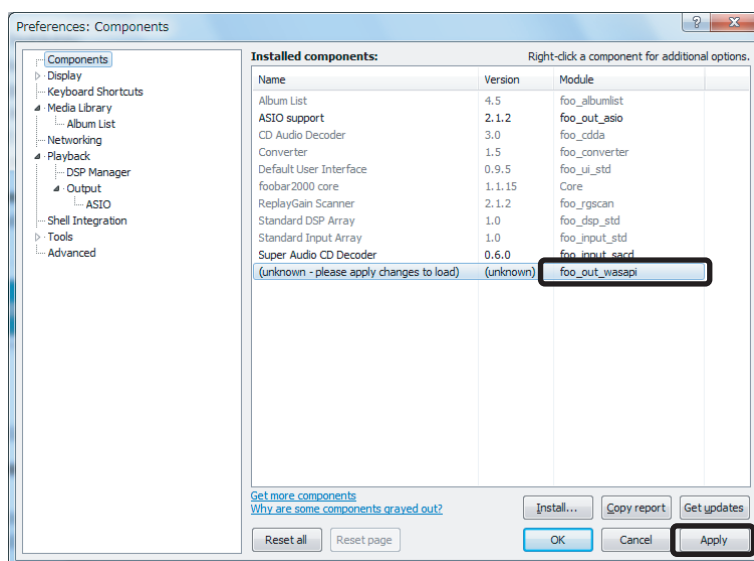 Preferences: Components
?
X
Components
Display
Keyboard Shortcuts
Media Library
Album List
Networking
Playback
DSP Manager
Output
ASIO
Shell Integration
Tools
Advanced
Installed components: Right-click a component for additional options.
Name Version Module
Album List 4.5 foo_albumlist
ASIO support 2.1.2 foo_out_asio
CD Audio Decoder 3.0 foo_cdda
Converter 1.5 foo_converter
Default User Interface 0.9.5 foo_ui_std
foobar2000 core 1.1.15 Core
ReplayGain Scanner 2.1.2 foo_rgscan
Standard DSP Array 1.0 foo_dsp_std
Standard Input Array 1.0 foo_input_std
Super Audio CD Decoder 0.6.0 foo_input_sacd
(unknown - please apply changes to load) (unknown) foo_out_wasapi
Get more components
Why are some components grayed out?
Install... Copy report Get updates
Reset all Reset page OK Cancel Apply